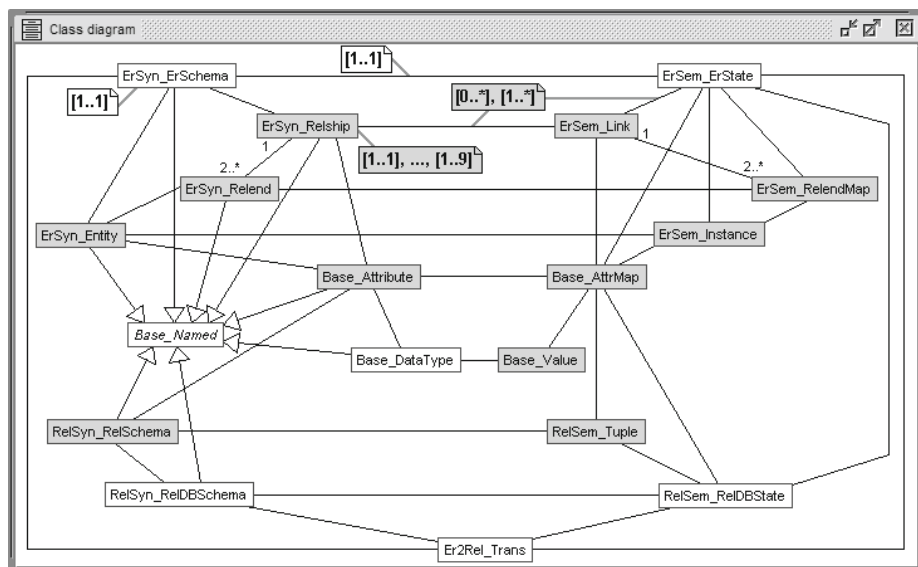 Class diagram
[1..1]
ErSyn_ErSchema
ErSem_ErState
[1..1]
[0..*], [1..*]
ErSyn_Relship
ErSem_Link
1
1
[1..1], ..., [1..9]
2..*
2..*
ErSyn_Relend
ErSem_RelendMap
ErSyn_Entity
ErSem_Instance
Base_Attribute
Base_AttrMap
Base_Named
Base_DataType
Base_Value
RelSyn_RelSchema
RelSem_Tuple
RelSyn_RelDBSchema
RelSem_RelDBState
Er2Rel_Trans